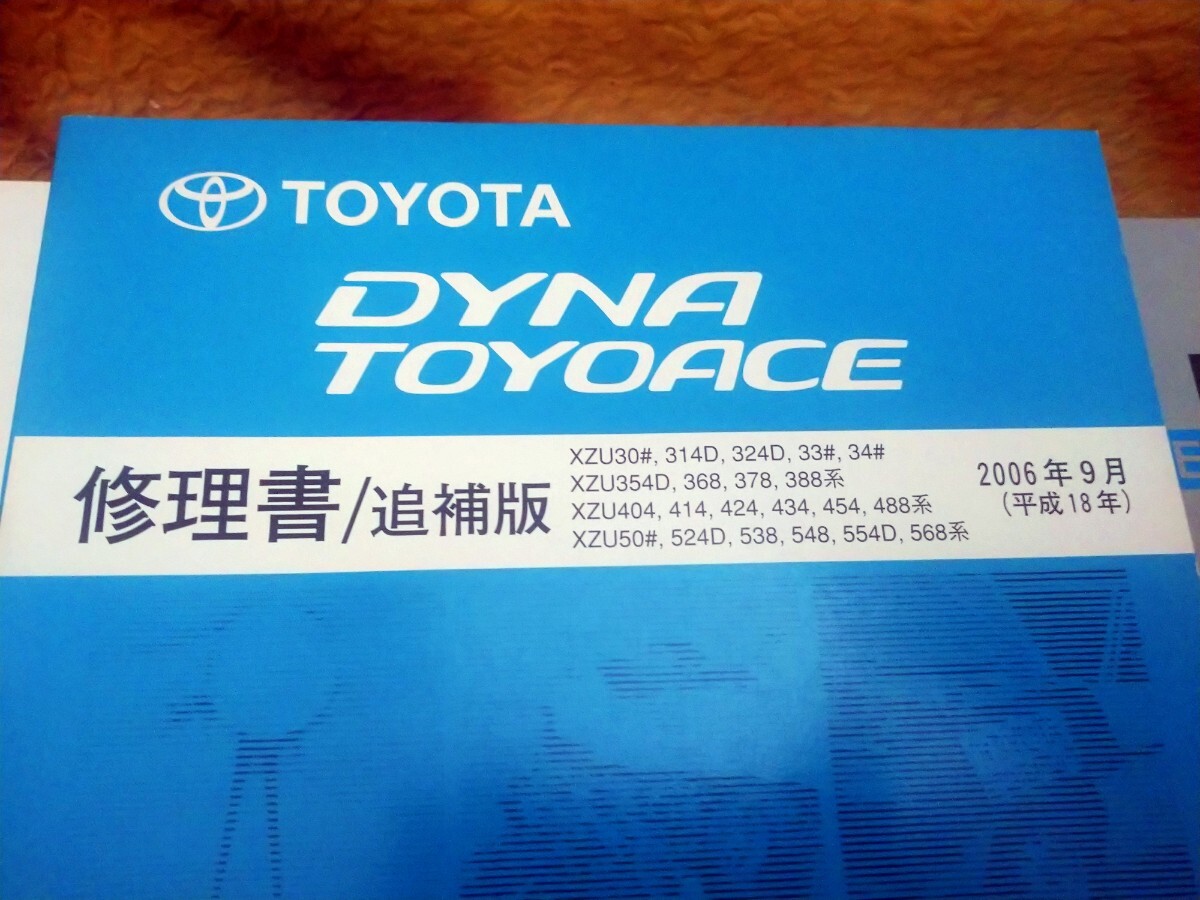 TOYOTA
DYNA
TOYOACE
修理書/追補版
XZU30#, 314D, 324D, 33#, 34#
XZU354D, 368, 378, 388系
XZU404, 414, 424, 434, 454, 488系
XZU50#, 524D, 538, 548, 554D, 568系
2006年9月
(平成18年)
E